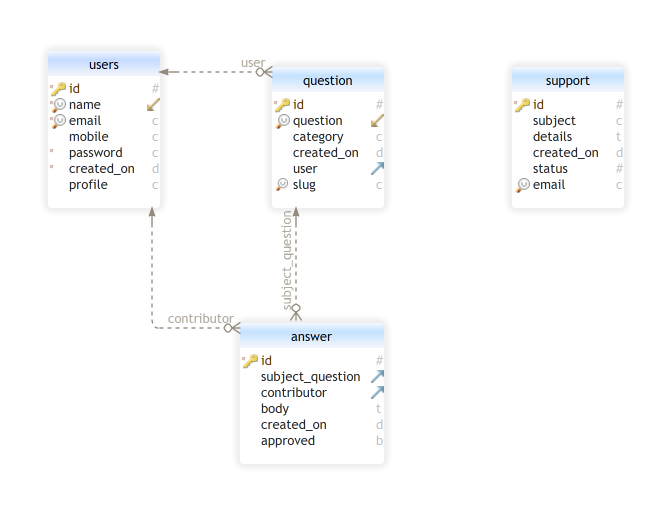 users
id #
name
email c
mobile c
password c
created_on d
profile c
user
question
id #
question
category c
created_on d
user
slug c
support
id #
subject c
details t
created_on d
status #
email c
subject_question
contributor
answer
id #
subject_question
contributor
body t
created_on d
approved b